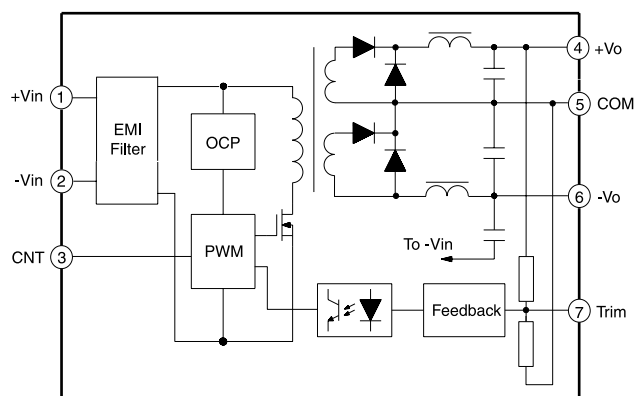 +Vin 1
EMI
Filter
-Vin 2
CNT 3
OCP
PWM
4 +Vo
5 COM
6 -Vo
To -Vin
Feedback
7 Trim